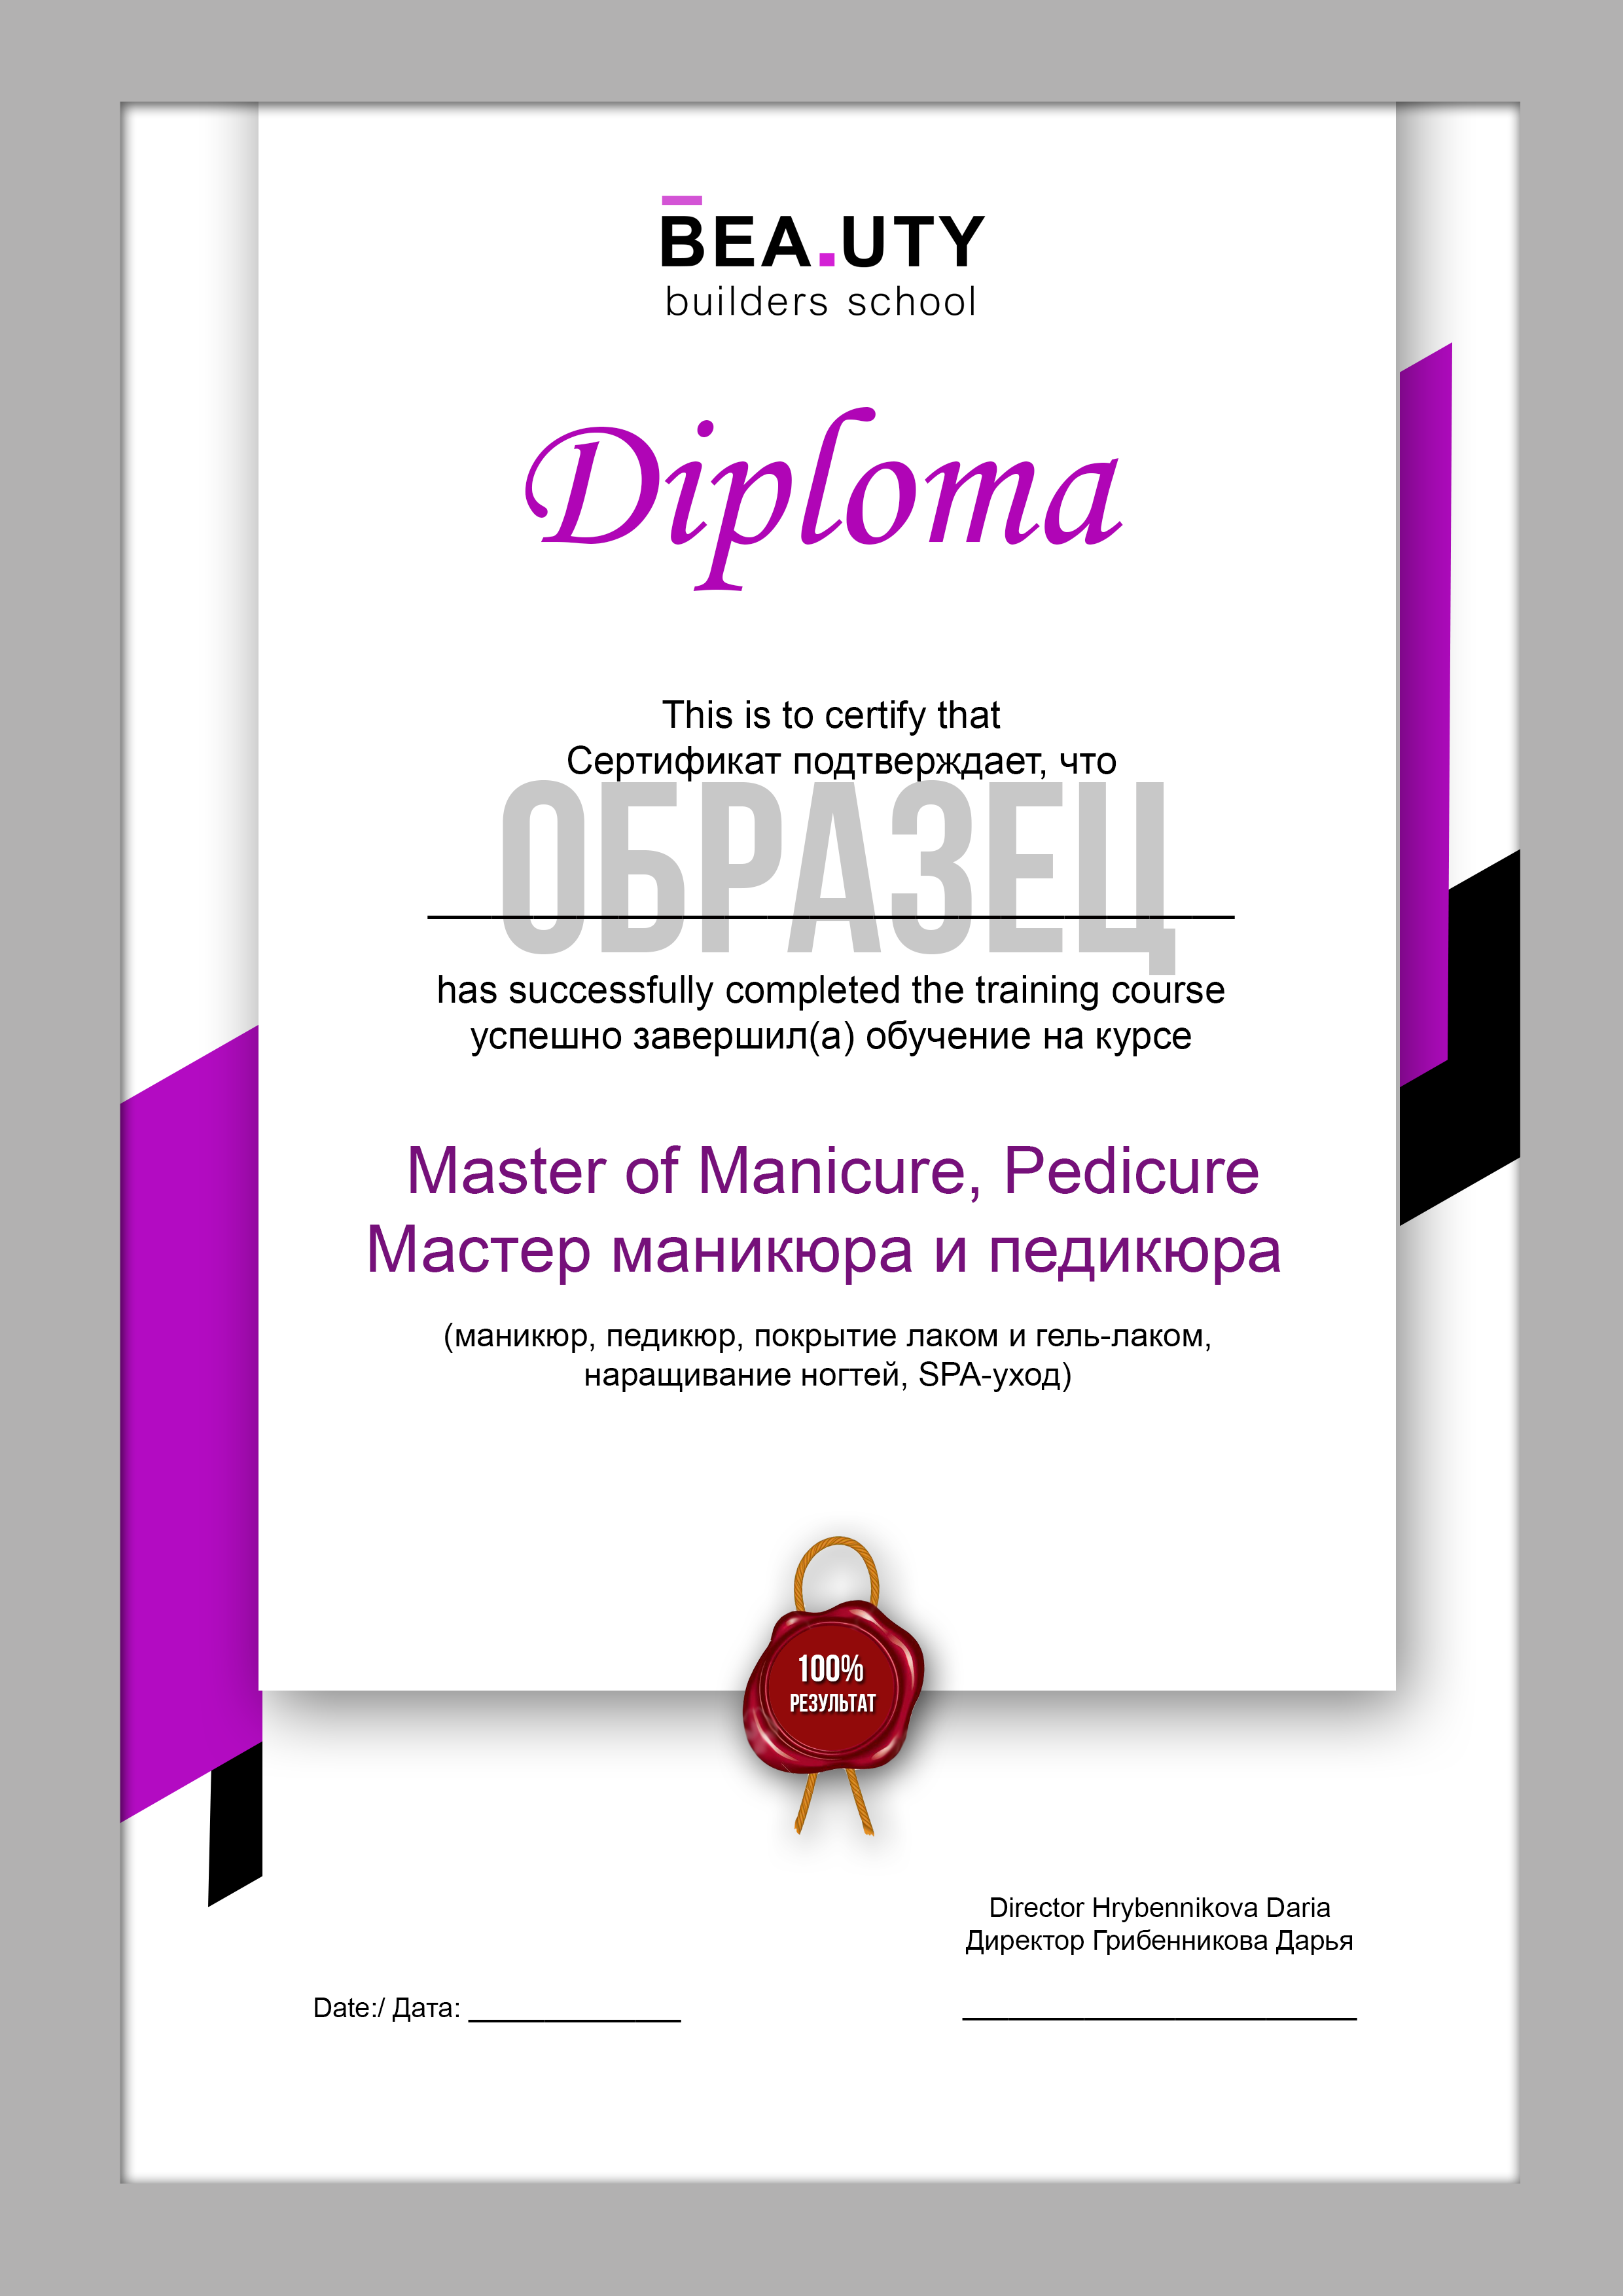 BEA.UTY
builders school
Diploma
This is to certify that
Сертификат подтверждает, что
ОБРАЗЕЦ
has successfully completed the training course
успешно завершил(а) обучение на курсе
Master of Manicure, Pedicure
Мастер маникюра и педикюра
(маникюр, педикюр, покрытие лаком и гель-лаком,
наращивание ногтей, SPA-уход)
100%
РЕЗУЛЬТАТ
Director Hrybennikova Daria
Директор Грибенникова Дарья
Date:/ Дата: ______________